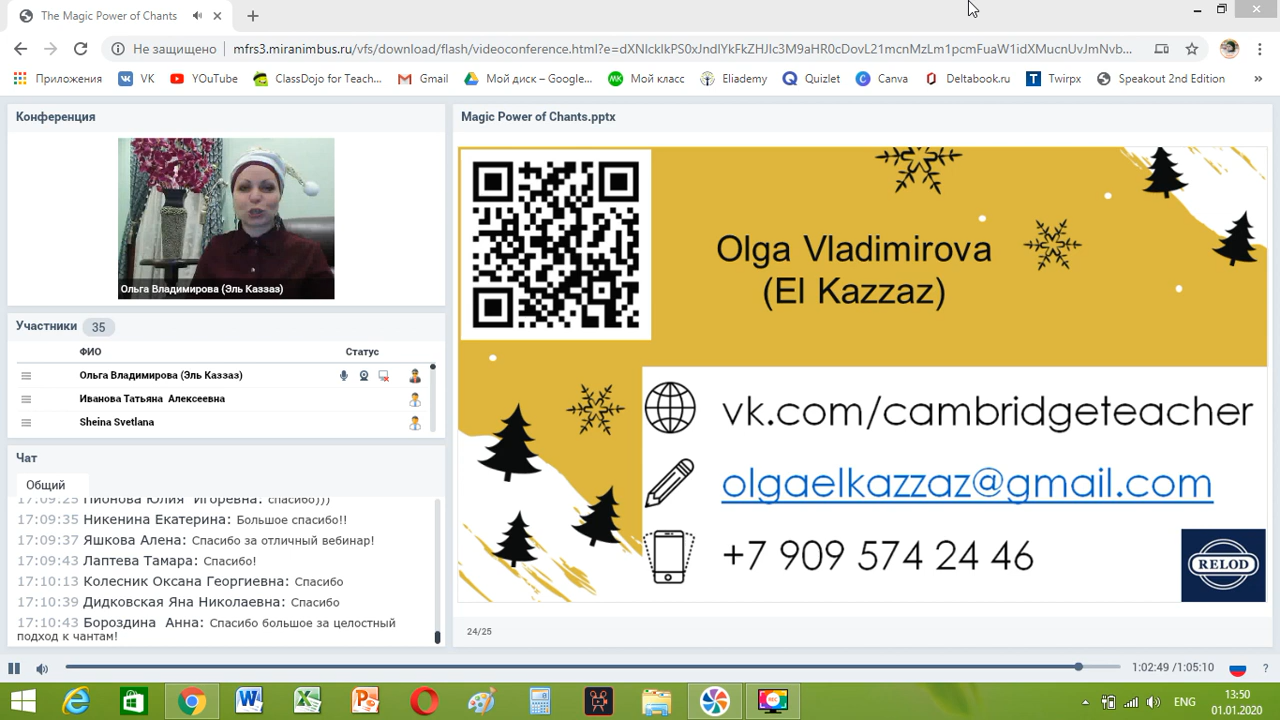 The Magic Power of Chants
Не защищено
mfrs3.miranimbus.ru/vfs/download/flash/videoconference.html?e=dXNlcklkPS0xJndlYkFkZHJlc3M9aHR0cDovL21mcnMzLm1pcmFuaW1idXMucnUvJmNvb...
Приложения
VK
YOutube
ClassDojo for Teach...
Gmail
Мой диск – Google...
Мой класс
Eliademy
Quizlet
Canva
Deltabook.ru
Twirpx
Speakout 2nd Edition
»
Конференция
Ольга Владимирова (Эль Каззаз)
Участники 35
ФИО Статус
Ольга Владимирова (Эль Каззаз)
Иванова Татьяна Алексеевна
Sheina Svetlana
Чат
Общий
17:09:25 Пионова Юлия Игоревна: спасибо)))
17:09:35 Никенина Екатерина: Большое спасибо!!
17:09:37 Яшкова Алена: Спасибо за отличный вебинар!
17:09:43 Лаптева Тамара: Спасибо!
17:10:13 Колесник Оксана Георгиевна: Спасибо
17:10:39 Дидковская Яна Николаевна: Спасибо
17:10:43 Бороздина Анна: Спасибо большое за целостный
подход к чантам!
Magic Power of Chants.pptx
Olga Vladimirova
(El Kazzaz)
vk.com/cambridgeteacher
olgaelkazzaz@gmail.com
+7 909 574 24 46
RELOD
24/25
1:02:49 /1:05:10
?
ENG
13:50
01.01.2020